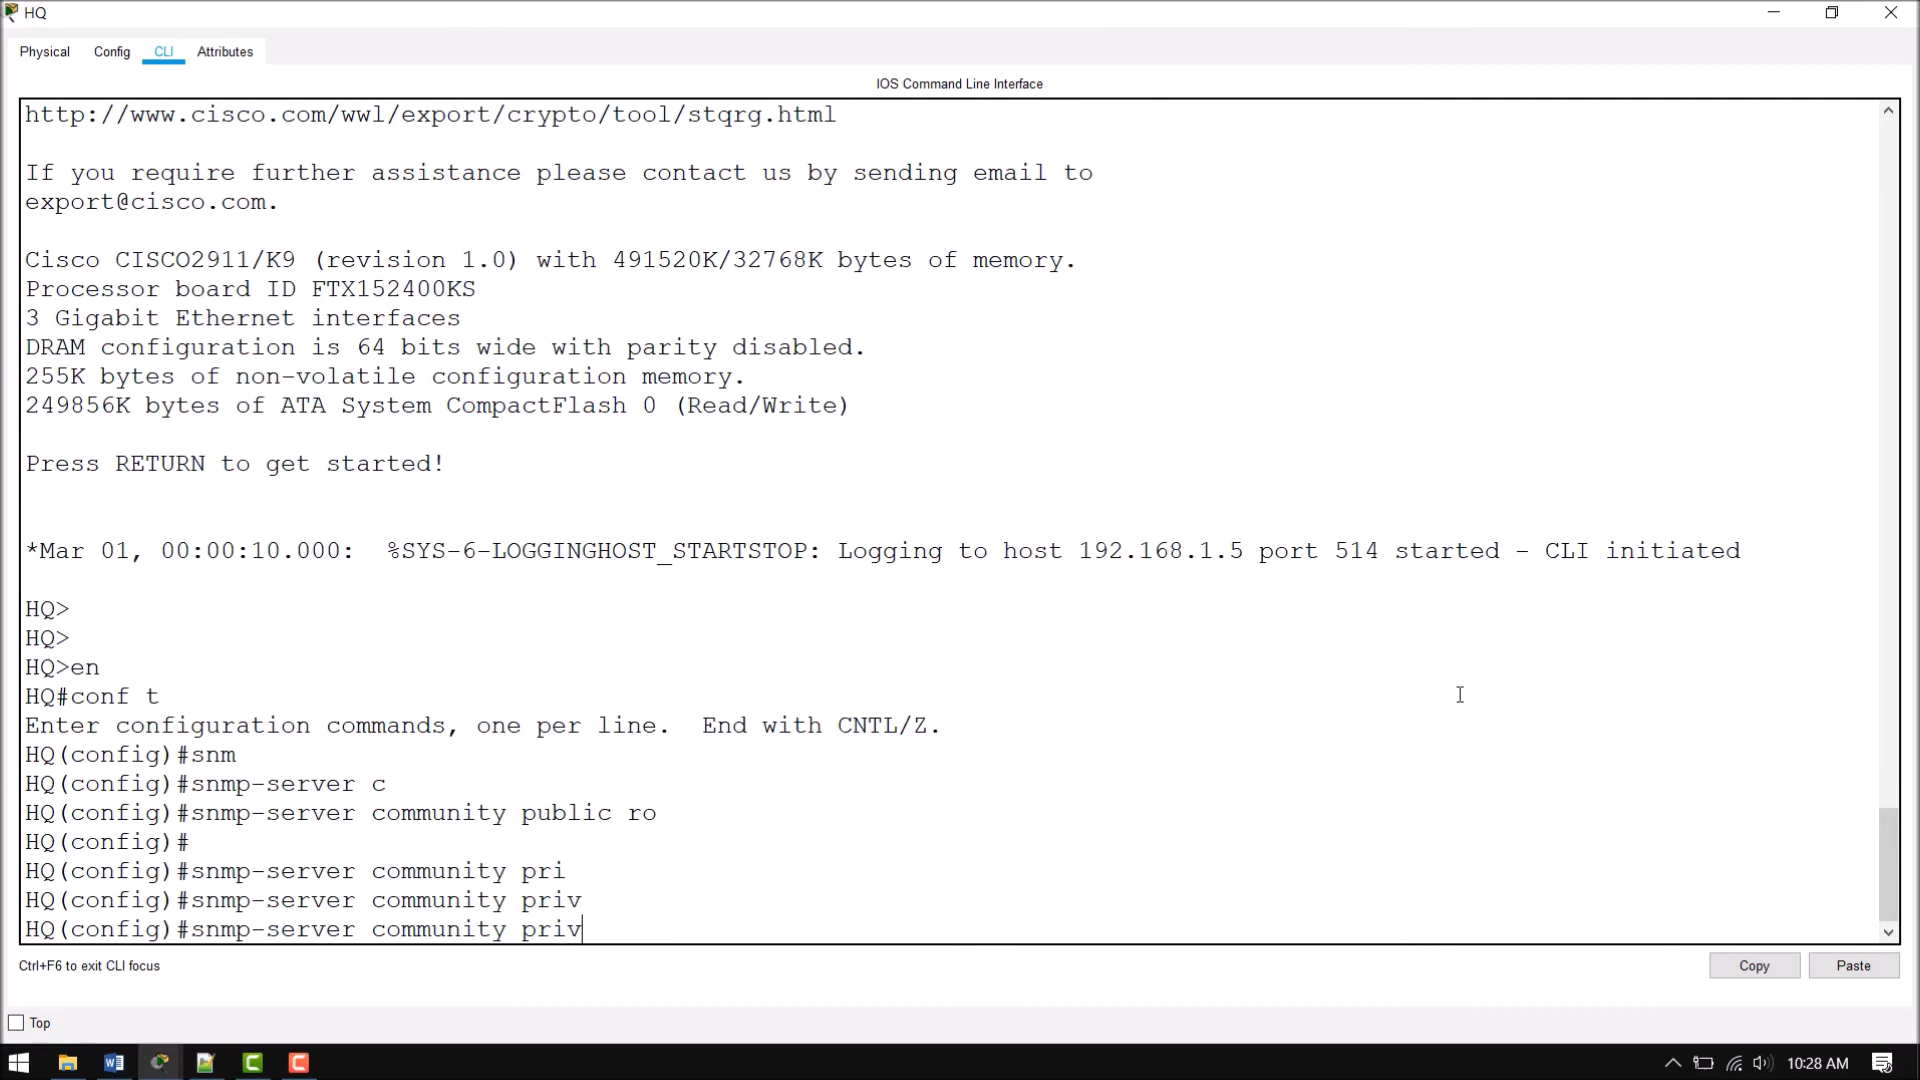 HQ
Physical Config CLI Attributes
IOS Command Line Interface
http://www.cisco.com/wwl/export/crypto/tool/stqrg.html
If you require further assistance please contact us by sending email to
export@cisco.com.
Cisco CISCO2911/K9 (revision 1.0) with 491520K/32768K bytes of memory.
Processor board ID FTX152400KS
3 Gigabit Ethernet interfaces
DRAM configuration is 64 bits wide with parity disabled.
255K bytes of non-volatile configuration memory.
249856K bytes of ATA System CompactFlash 0 (Read/Write)
Press RETURN to get started!
*Mar 01, 00:00:10.000: %SYS-6-LOGGINGHOST_STARTSTOP: Logging to host 192.168.1.5 port 514 started - CLI initiated
HQ>
HQ>
HQ>en
HQ#conf t
Enter configuration commands, one per line. End with CNTL/Z.
HQ(config)#snm
HQ(config)#snmp-server c
HQ(config)#snmp-server community public ro
HQ(config)#
HQ(config)#snmp-server community pri
HQ(config)#snmp-server community priv
HQ(config)#snmp-server community priv
Ctrl+F6 to exit CLI focus
Copy Paste
Top
10:28 AM